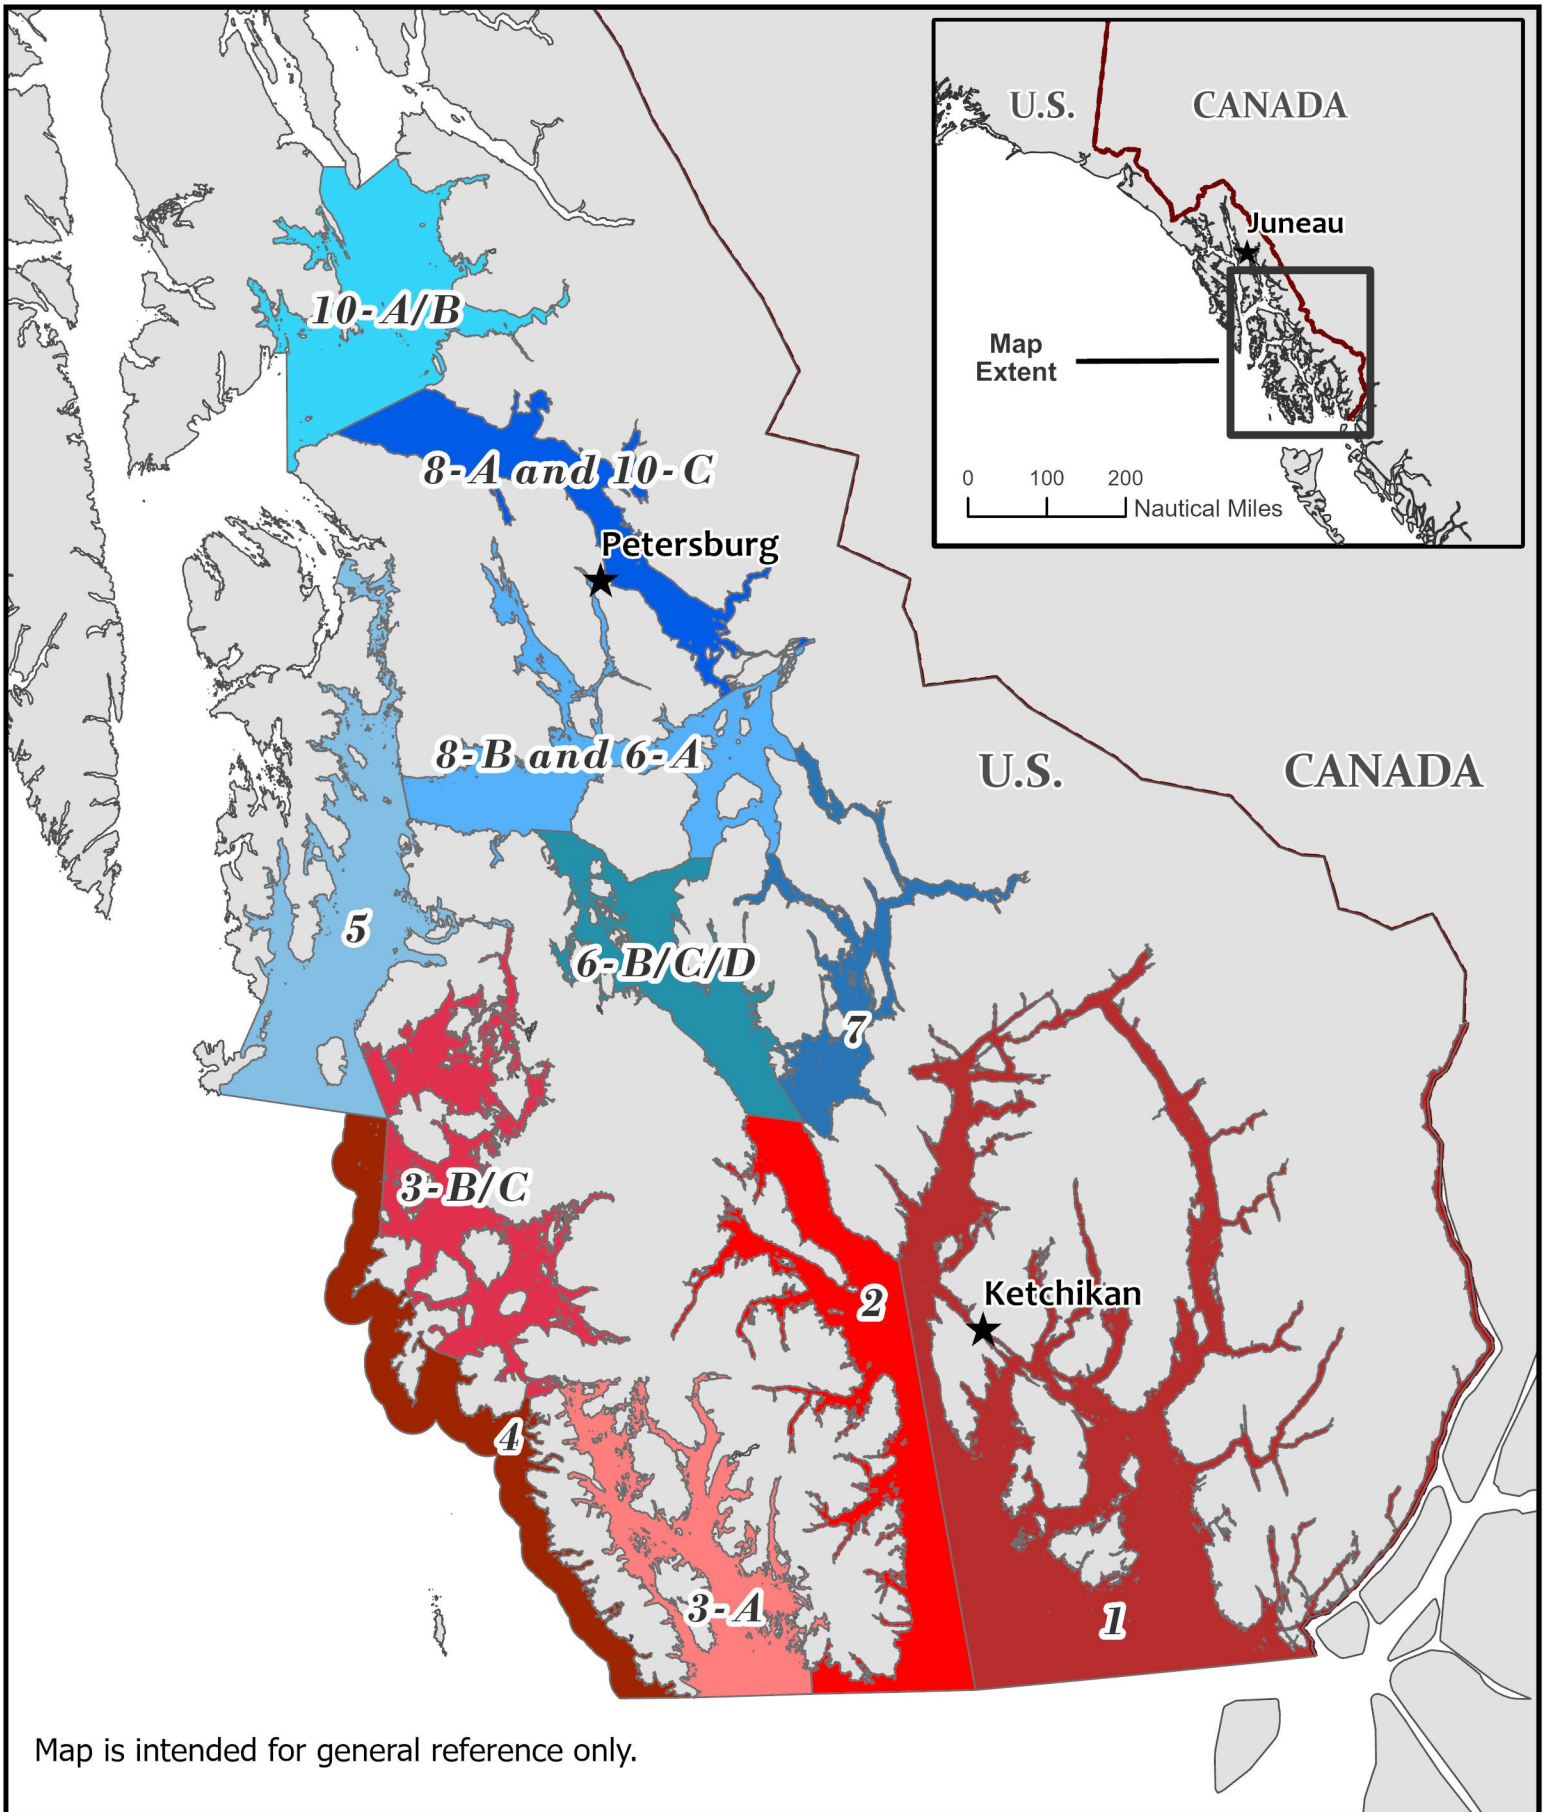 U.S.
CANADA
Juneau
Map
Extent
0 100 200
Nautical Miles
10-A/B
8-A and 10-C
Petersburg
8-B and 6-A
U.S.
CANADA
5
6-B/C/D
7
3-B/C
2
Ketchikan
4
3-A
1
Map is intended for general reference only.